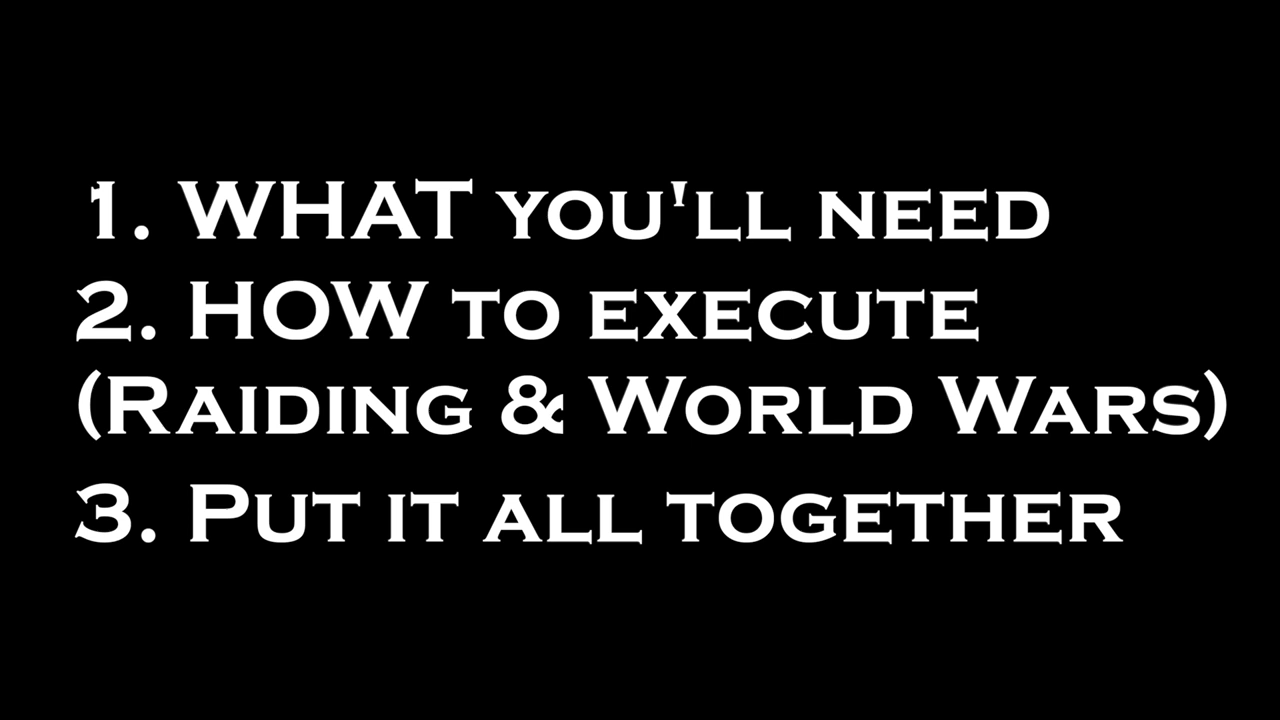 1. WHAT YOU'LL NEED
2. HOW TO EXECUTE
(RAIDING & WORLD WARS)
3. PUT IT ALL TOGETHER